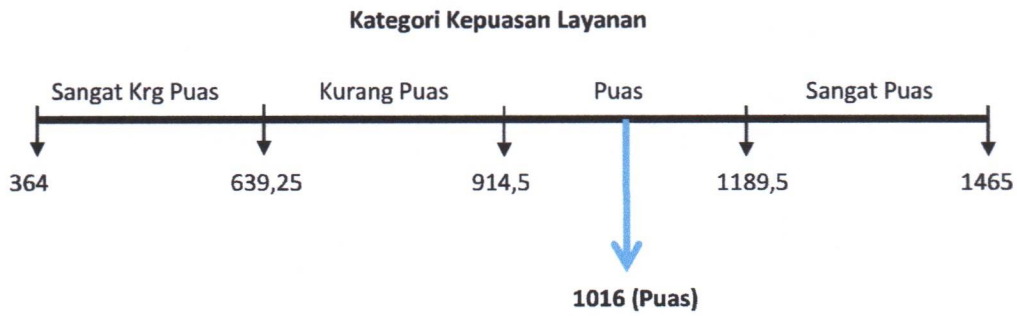 Kategori Kepuasan Layanan
Sangat Krg Puas Kurang Puas Puas Sangat Puas
364 639,25 914,5 1189,5 1465
1016 (Puas)